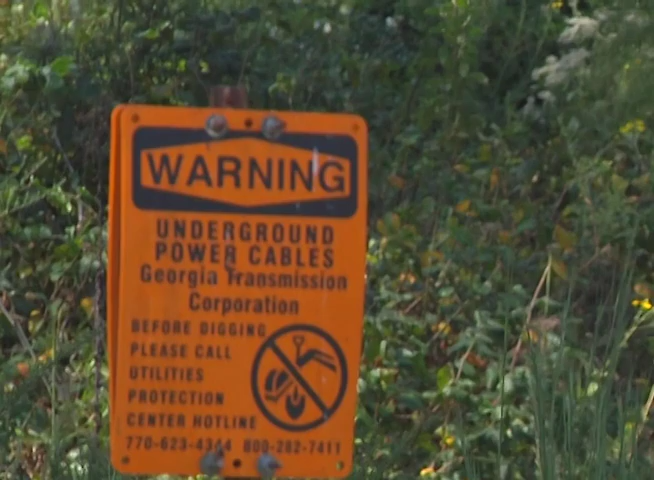 WARNING
UNDERGROUND
POWER CABLES
Georgia Transmission
Corporation
BEFORE DIGGING
PLEASE CALL
UTILITIES
PROTECTION
CENTER HOTLINE
770-623-4344 800-282-7411